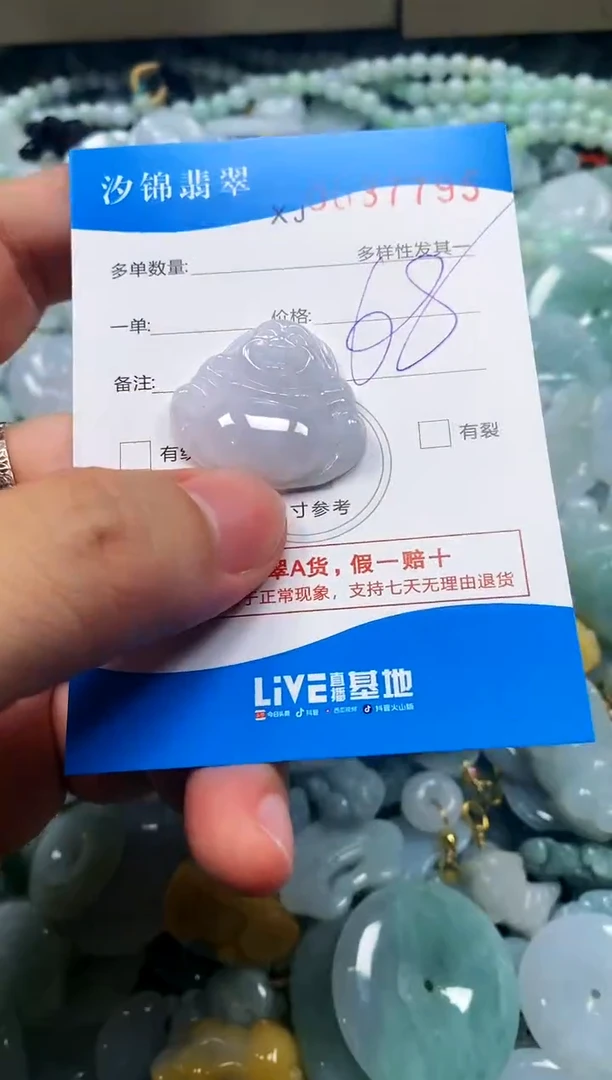 汐锦翡翠
XJ3037795
多单数量:
多样性发其一
一单:
价格:
68
备注:
有
有裂
寸参考
翠A货，假一赔十
于正常现象，支持七天无理由退货
LiVE直播基地
今日头条 抖音 西瓜视频 抖音火山版